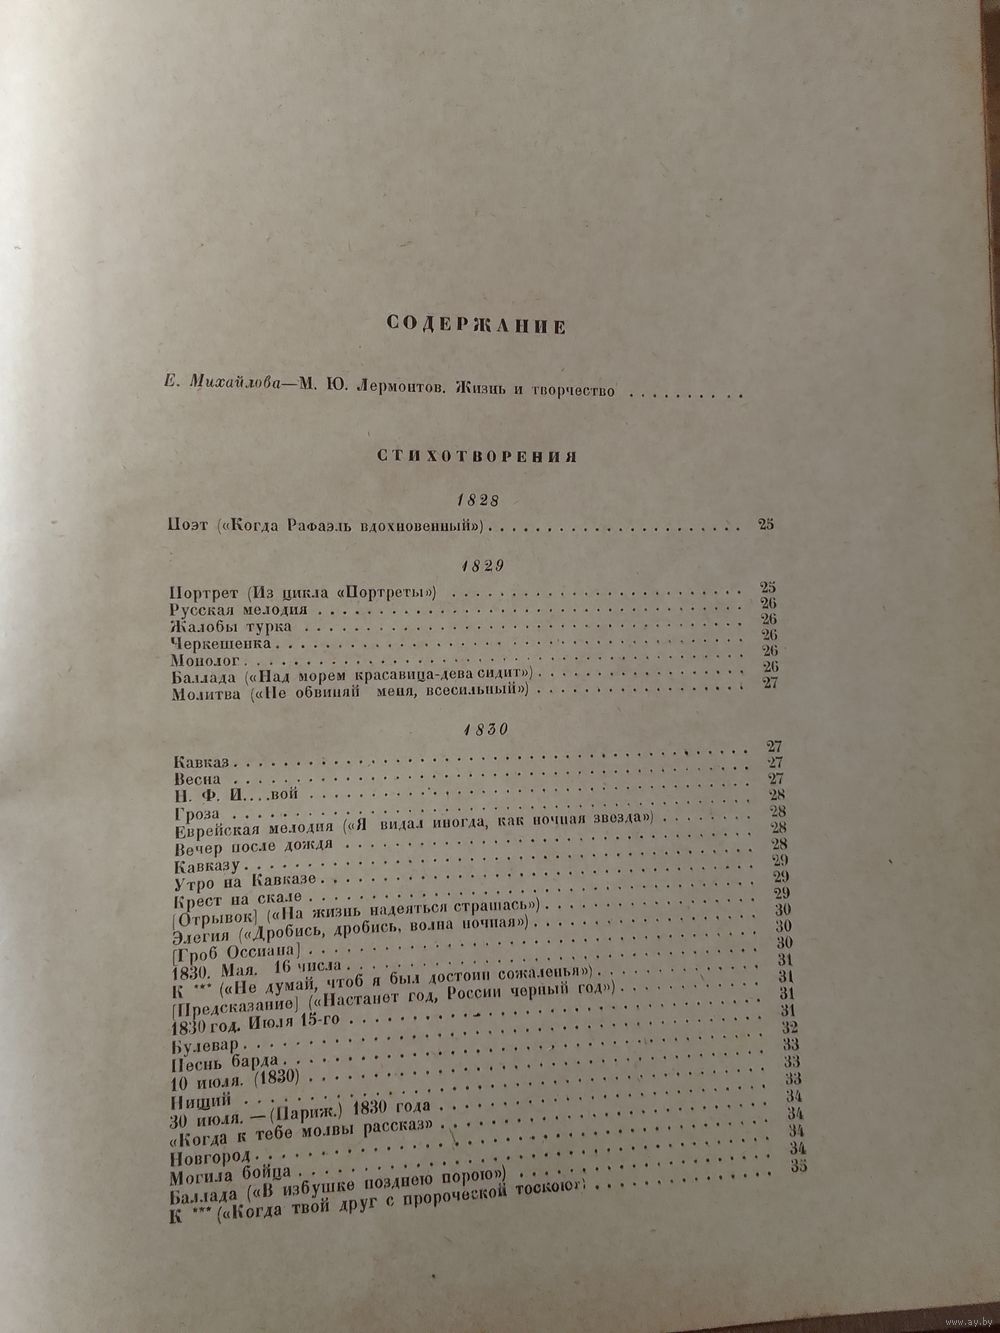 СОДЕРЖАНИЕ
Е. Михайлова—М. Ю. Лермонтов. Жизнь и творчество ..........
СТИХОТВОРЕНИЯ
1828
Поэт («Когда Рафаэль вдохновенный») .......... 25
1829
Портрет (Из цикла «Портреты») .......... 25
Русская мелодия .......... 26
Жалобы турка .......... 26
Черкешенка .......... 26
Монолог .......... 26
Баллада («Над морем красавица-дева сидит») .......... 26
Молитва («Не обвиняй меня, всесильный») .......... 27
1830
Кавказ .......... 27
Весна .......... 27
Н. Ф. И....вой .......... 27
Гроза .......... 28
Еврейская мелодия («Я видал иногда, как ночная звезда») .......... 28
Вечер после дождя .......... 28
Кавказу .......... 28
Утро на Кавказе .......... 29
Крест на скале .......... 29
[Отрывок] («На жизнь надеяться страшась») .......... 29
Элегия («Дробись, дробись, волна ночная») .......... 30
[Гроб Оссиана] .......... 30
1830. Мая. 16 числа .......... 30
К *** («Не думай, чтоб я был достоин сожаленья») .......... 31
[Предсказание] («Настанет год, России черный год») .......... 31
1830 год. Июля 15-го .......... 31
Булевар .......... 31
Песнь барда .......... 32
10 июля. (1830) .......... 33
Нищий .......... 33
30 июля. — (Париж.) 1830 года .......... 33
«Когда к тебе молвы рассказ» .......... 34
Новгород .......... 34
Могила бойца .......... 34
Баллада («В избушке позднею порою») .......... 34
К *** («Когда твой друг с пророческой тоскою») .......... 35
www.ay.by